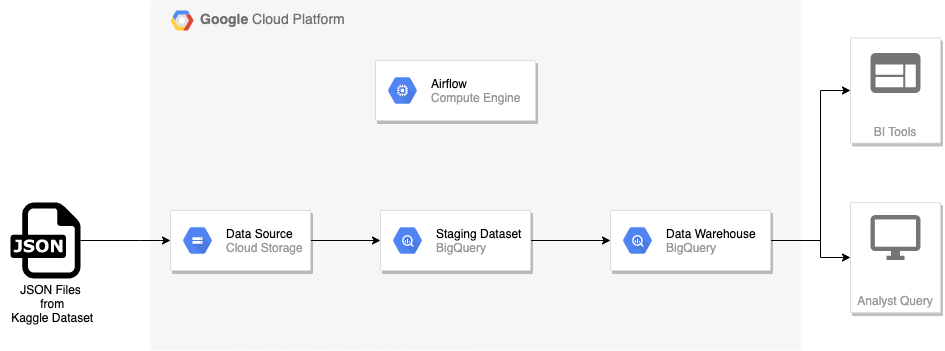 Google Cloud Platform
Airflow
Compute Engine
BI Tools
JSON
JSON Files
from
Kaggle Dataset
Data Source
Cloud Storage
Staging Dataset
BigQuery
Data Warehouse
BigQuery
Analyst Query